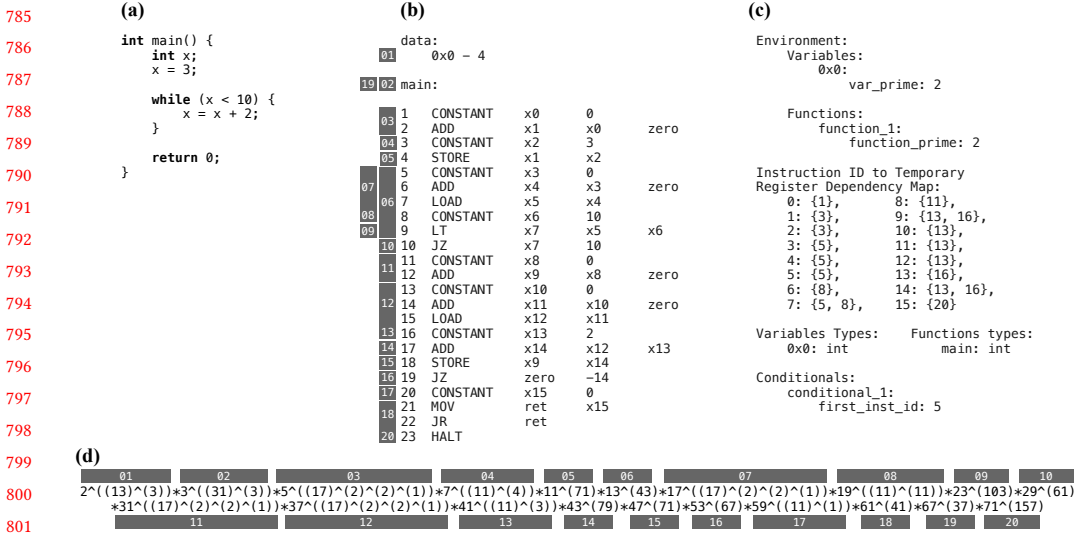 (a)
int main() {
int x;
x = 3;
while (x < 10) {
x = x + 2;
}
return 0;
}
(b)
data:
01 0x0 – 4
19 02 main:
03
1 CONSTANT x0 0
2 ADD x1 x0 zero
04 3 CONSTANT x2 3
05 4 STORE x1 x2
07 08 06
5 CONSTANT x3 0
6 ADD x4 x3 zero
7 LOAD x5 x4
8 CONSTANT x6 10
09 9 LT x7 x5 x6
10 10 JZ x7 10
11
11 CONSTANT x8 0
12 ADD x9 x8 zero
12
13 CONSTANT x10 0
14 ADD x11 x10 zero
15 LOAD x12 x11
13 16 CONSTANT x13 2
14 17 ADD x14 x12 x13
15 18 STORE x9 x14
16 19 JZ zero –14
17 20 CONSTANT x15 0
18
21 MOV ret x15
22 JR ret
20 23 HALT
(c)
Environment:
Variables:
0x0:
var_prime: 2
Functions:
function_1:
function_prime: 2
Instruction ID to Temporary
Register Dependency Map:
0: {1}, 8: {11},
1: {3}, 9: {13, 16},
2: {3}, 10: {13},
3: {5}, 11: {13},
4: {5}, 12: {13},
5: {5}, 13: {16},
6: {8}, 14: {13, 16},
7: {5, 8}, 15: {20}
Variables Types: Functions types:
0x0: int main: int
Conditionals:
conditional_1:
first_inst_id: 5
(d)
01 02 03 04 05 06 07 08 09 10
2^((13)^(3))*3^((31)^(3))*5^((17)^(2)^(2)^(1))*7^((11)^(4))*11^(71)*13^(43)*17^((17)^(2)^(2)^(1))*19^((11)^(11))*23^(103)*29^(61)
*31^((17)^(2)^(2)^(1))*37^((17)^(2)^(2)^(1))*41^((11)^(3))*43^(79)*47^(71)*53^(67)*59^((11)^(1))*61^(41)*67^(37)*71^(157)
11 12 13 14 15 16 17 18 19 20
785
786
787
788
789
790
791
792
793
794
795
796
797
798
799
800
801